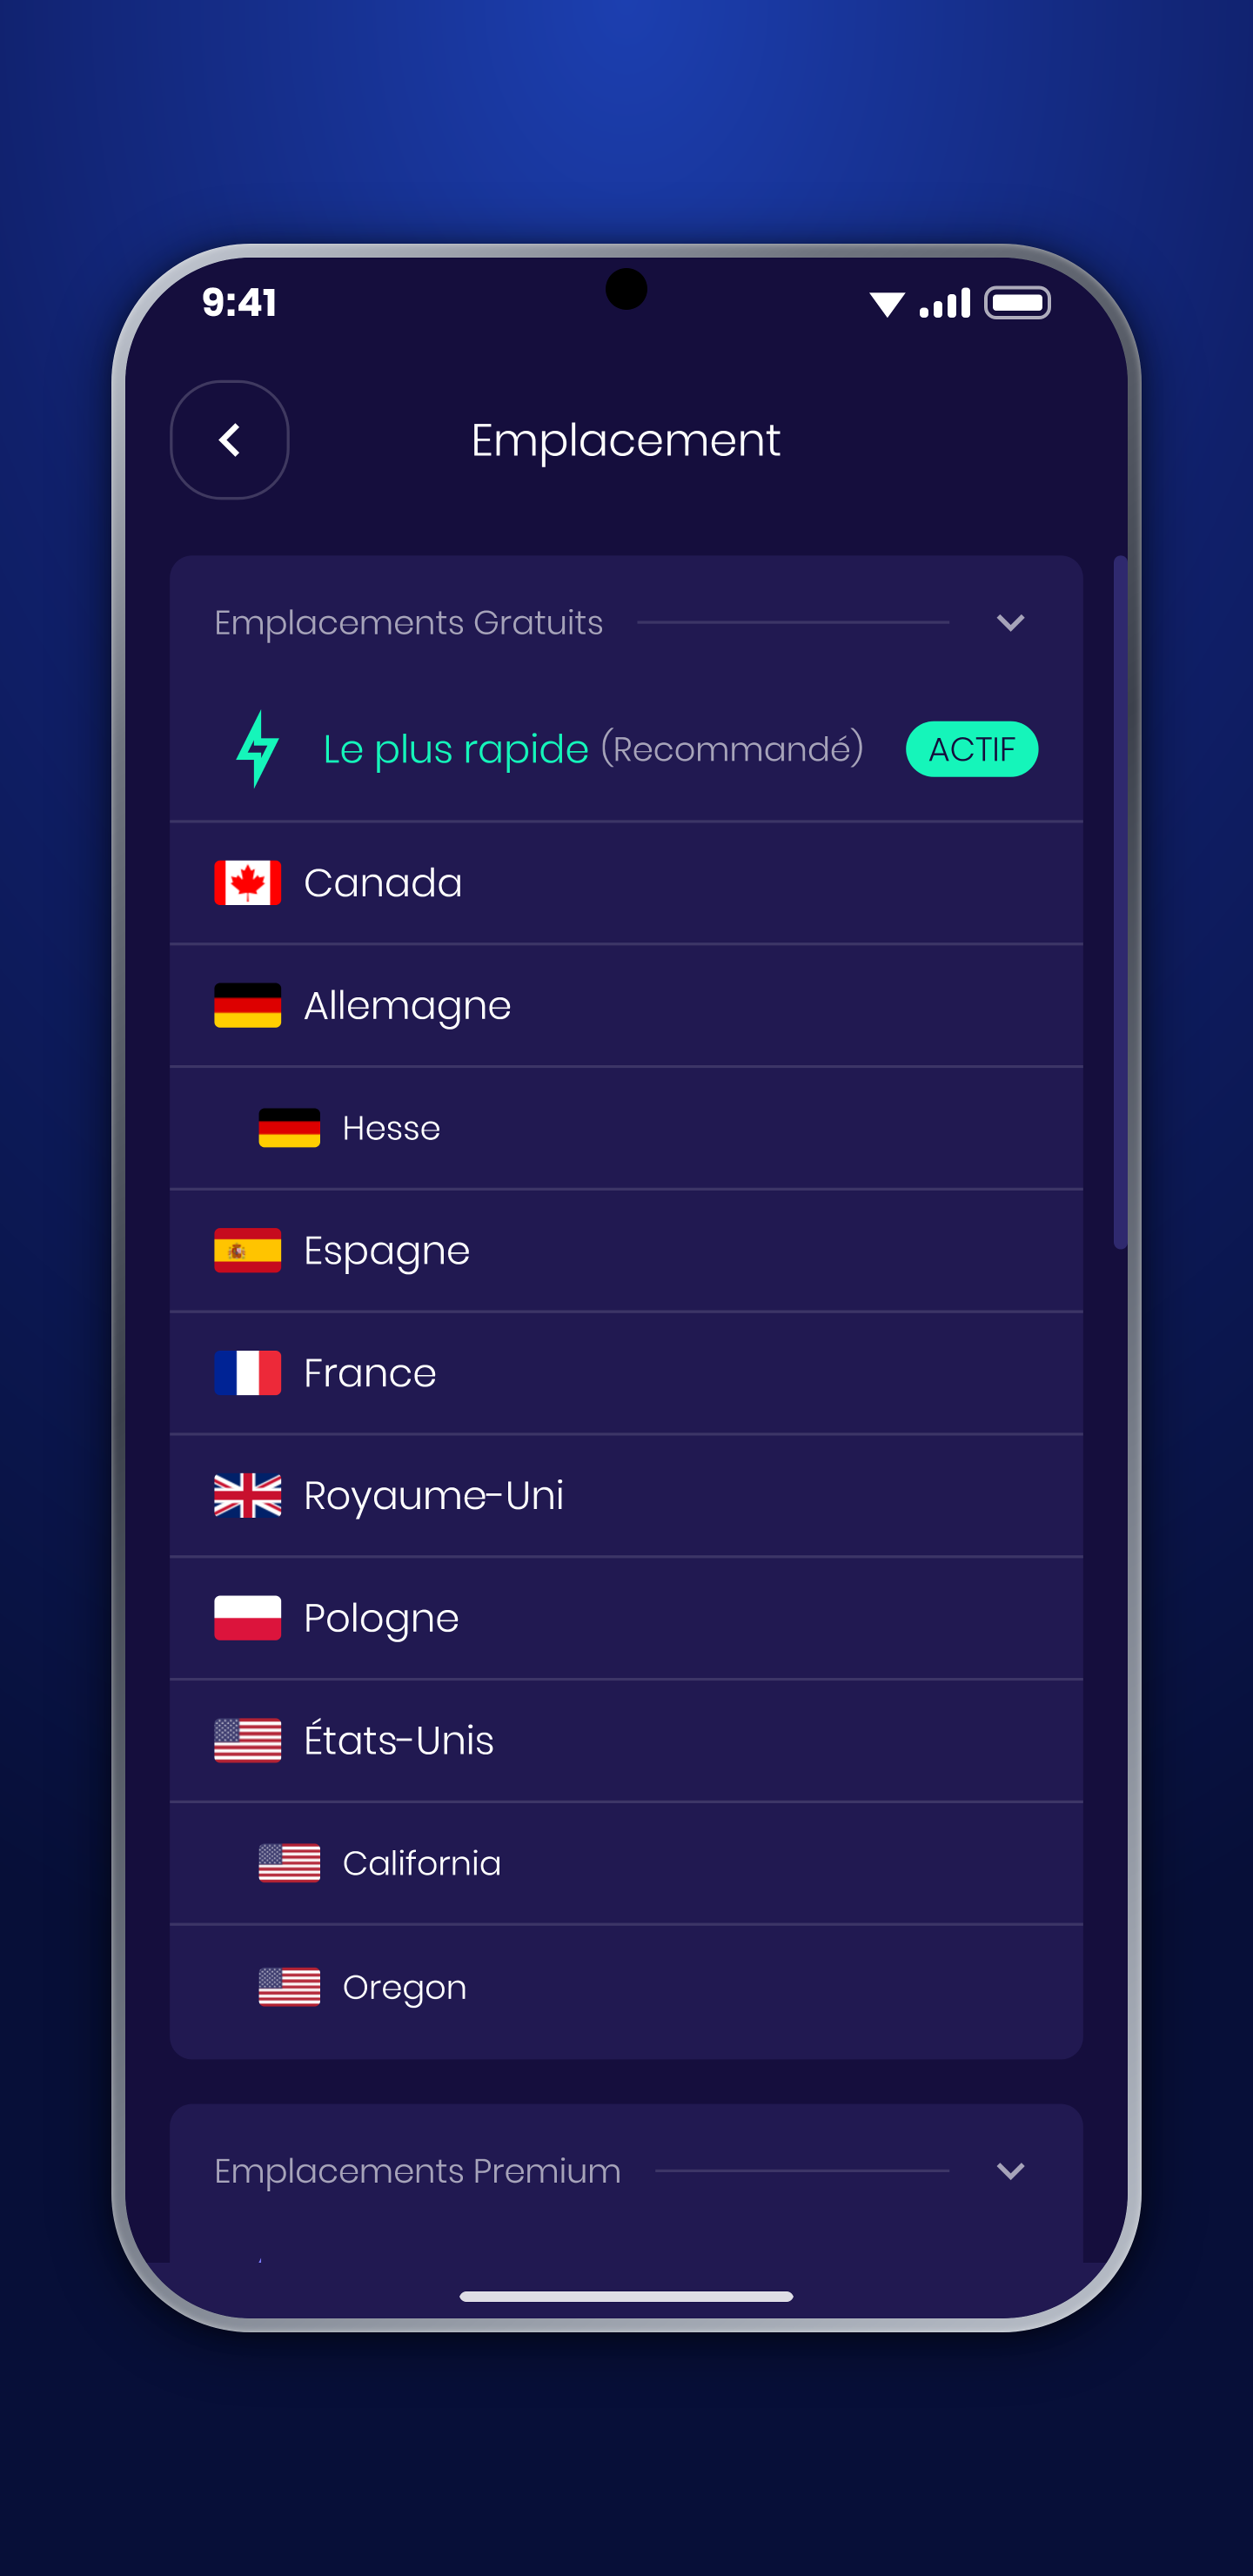 9:41
Emplacement
Emplacements Gratuits
Le plus rapide (Recommandé) ACTIF
Canada
Allemagne
Hesse
Espagne
France
Royaume-Uni
Pologne
États-Unis
California
Oregon
Emplacements Premium